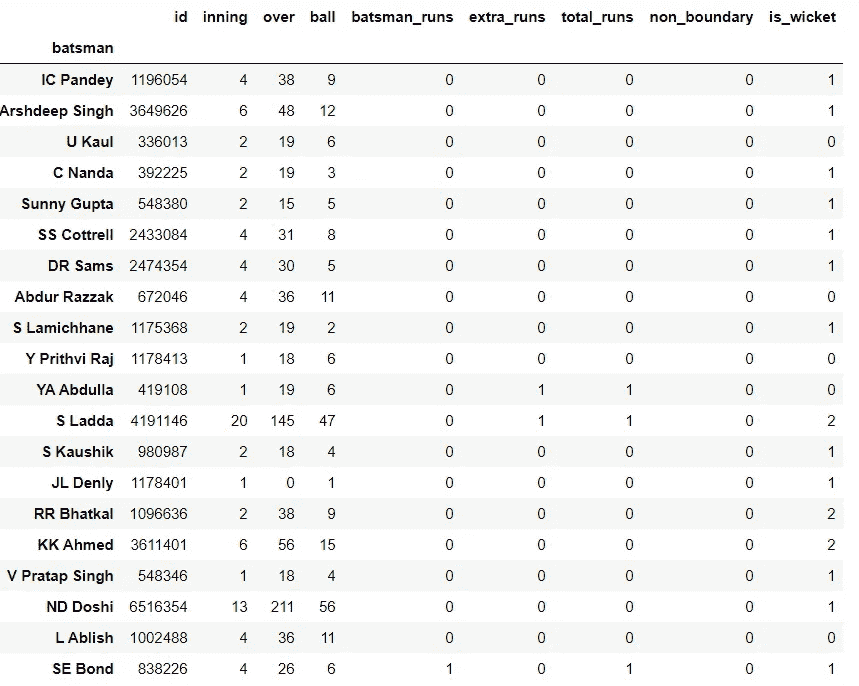 id inning over ball batsman_runs extra_runs total_runs non_boundary is_wicket
batsman
IC Pandey 1196054 4 38 9 0 0 0 0 1
Arshdeep Singh 3649626 6 48 12 0 0 0 0 1
U Kaul 336013 2 19 6 0 0 0 0 0
C Nanda 392225 2 19 3 0 0 0 0 1
Sunny Gupta 548380 2 15 5 0 0 0 0 1
SS Cottrell 2433084 4 31 8 0 0 0 0 1
DR Sams 2474354 4 30 5 0 0 0 0 1
Abdur Razzak 672046 4 36 11 0 0 0 0 0
S Lamichhane 1175368 2 19 2 0 0 0 0 1
Y Prithvi Raj 1178413 1 18 6 0 0 0 0 0
YA Abdulla 419108 1 19 6 0 1 1 0 0
S Ladda 4191146 20 145 47 0 1 1 0 2
S Kaushik 980987 2 18 4 0 0 0 0 1
JL Denly 1178401 1 0 1 0 0 0 0 1
RR Bhatkal 1096636 2 38 9 0 0 0 0 2
KK Ahmed 3611401 6 56 15 0 0 0 0 2
V Pratap Singh 548346 1 18 4 0 0 0 0 1
ND Doshi 6516354 13 211 56 0 0 0 0 1
L Ablish 1002488 4 36 11 0 0 0 0 0
SE Bond 838226 4 26 6 1 0 1 0 1